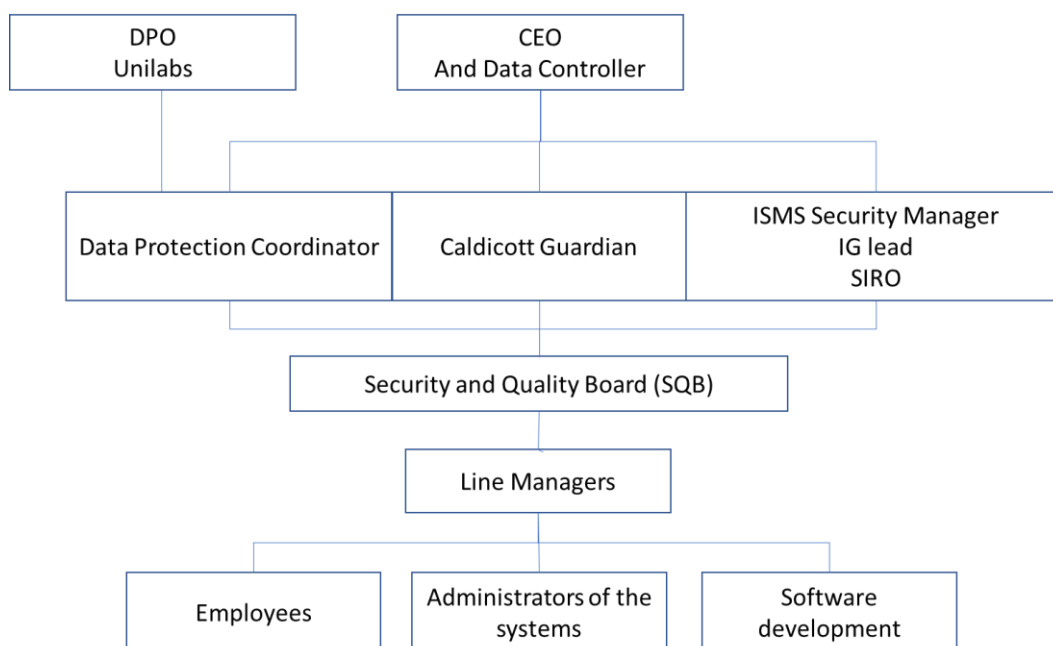 DPO
Unilabs
CEO
And Data Controller
Data Protection Coordinator
Caldicott Guardian
ISMS Security Manager
IG lead
SIRO
Security and Quality Board (SQB)
Line Managers
Employees
Administrators of the
systems
Software
development